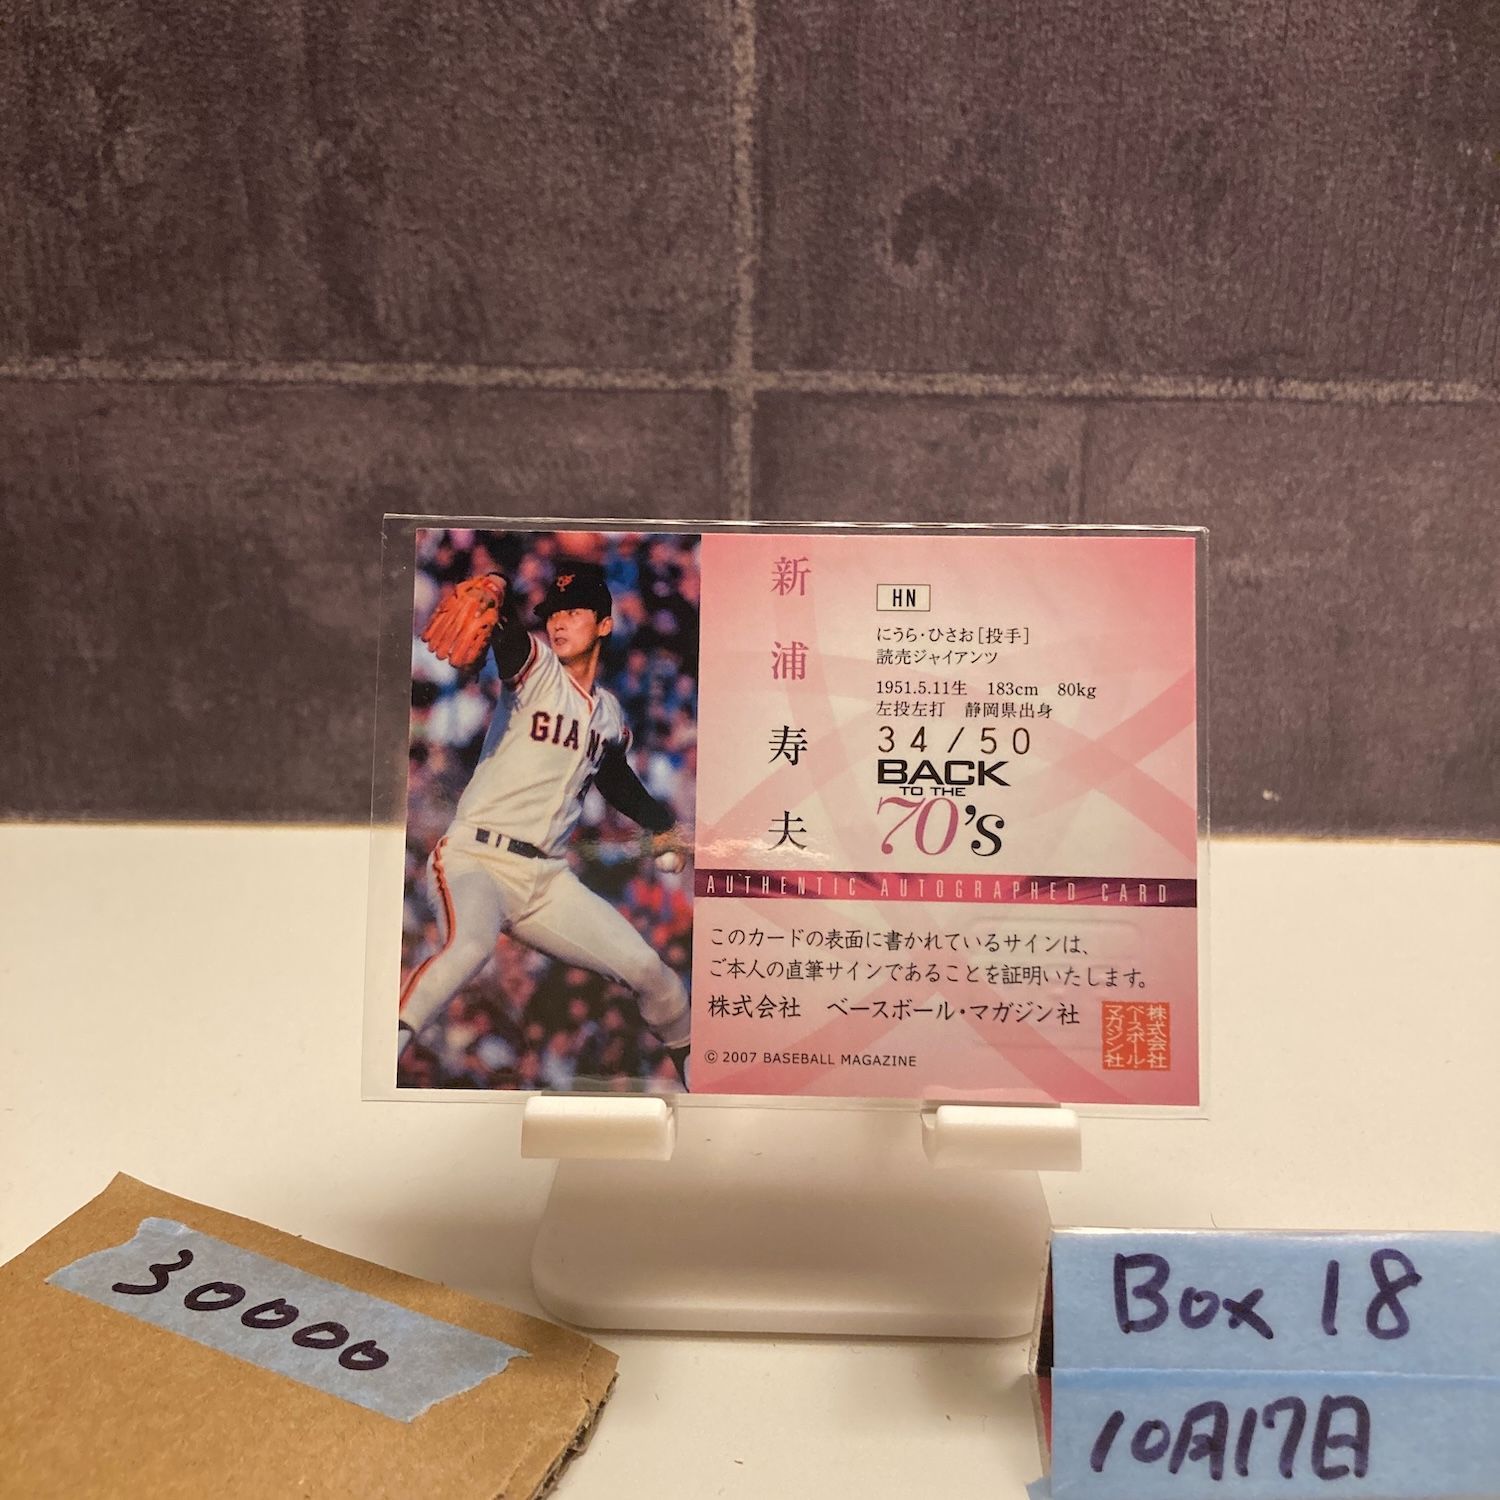 GIANT
新浦寿夫
HN
にうら・ひさお[投手]
読売ジャイアンツ
1951.5.11生 183cm 80kg
左投左打 静岡県出身
34/50
BACK
TO THE
70's
AUTHENTIC AUTOGRAPHED CARD
このカードの表面に書かれているサインは、
ご本人の直筆サインであることを証明いたします。
株式会社 ベースボール・マガジン社
株式会社
ベースボール・
マガジン社
© 2007 BASEBALL MAGAZINE
30000
Box 18
10月17日